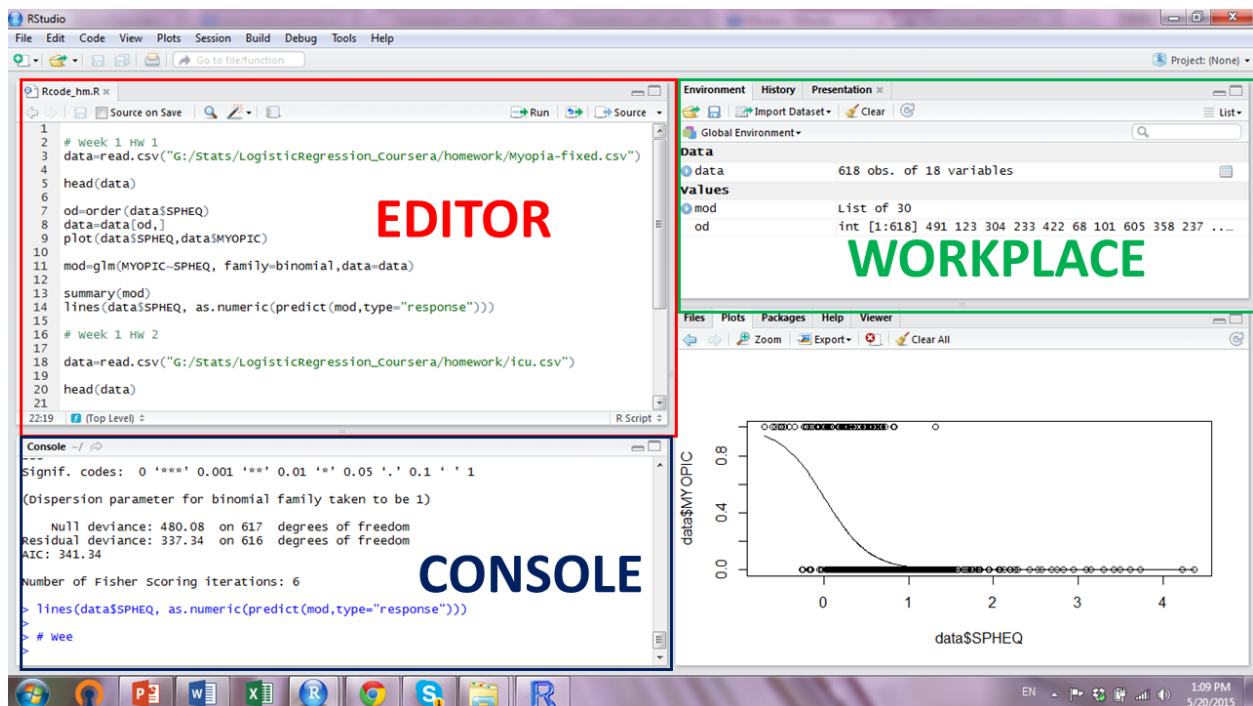 RStudio
File Edit Code View Plots Session Build Debug Tools Help
Go to file/function
Project: (None)
Rcode_hm.R ×
Source on Save
Run
Source
1
2 # Week 1 HW 1
3 data=read.csv("G:/Stats/LogisticRegression_Coursera/homework/Myopia-fixed.csv")
4
5 head(data)
6
7 od=order(data$SPHEQ)
8 data=data[od,]
9 plot(data$SPHEQ,data$MYOPIC)
10
11 mod=glm(MYOPIC~SPHEQ, family=binomial,data=data)
12
13 summary(mod)
14 lines(data$SPHEQ, as.numeric(predict(mod,type="response")))
15
16 # Week 1 HW 2
17
18 data=read.csv("G:/Stats/LogisticRegression_Coursera/homework/icu.csv")
19
20 head(data)
21
EDITOR
22:19 (Top Level) R Script
Console ~/
---
Signif. codes: 0 ‘***’ 0.001 ‘**’ 0.01 ‘*’ 0.05 ‘.’ 0.1 ‘ ’ 1
(Dispersion parameter for binomial family taken to be 1)
Null deviance: 480.08 on 617 degrees of freedom
Residual deviance: 337.34 on 616 degrees of freedom
AIC: 341.34
Number of Fisher Scoring iterations: 6
> lines(data$SPHEQ, as.numeric(predict(mod,type="response")))
>
> # Wee
>
CONSOLE
Environment History Presentation ×
Import Dataset Clear
List
Global Environment
Data
data 618 obs. of 18 variables
Values
mod List of 30
od int [1:618] 491 123 304 233 422 68 101 605 358 237 ...
WORKPLACE
Files Plots Packages Help Viewer
Zoom Export Clear All
data$MYOPIC
0.8
0.4
0.0
0 1 2 3 4
data$SPHEQ
EN
1:09 PM
5/20/2015